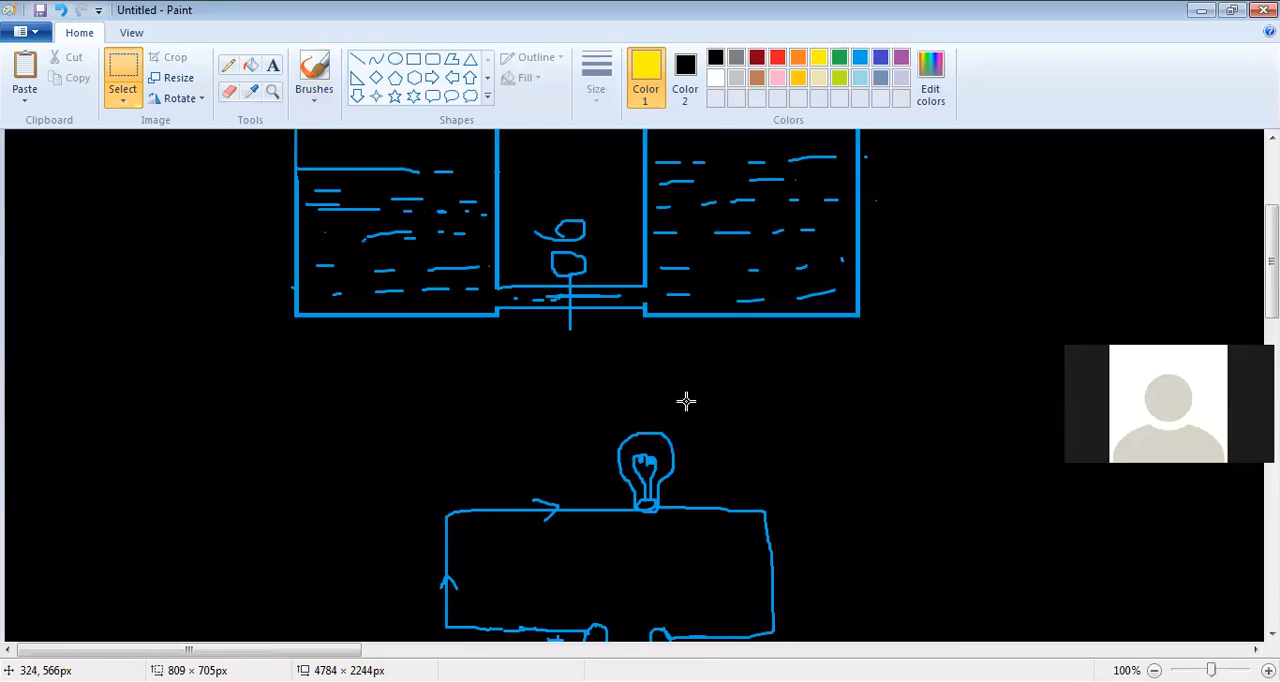 Untitled - Paint
Home
View
Paste
Cut
Copy
Clipboard
Select
Crop
Resize
Rotate
Image
Tools
Brushes
Shapes
Outline
Fill
Size
Color
1
Color
2
Edit
colors
Colors
+
324, 566px
809 × 705px
4784 × 2244px
100%